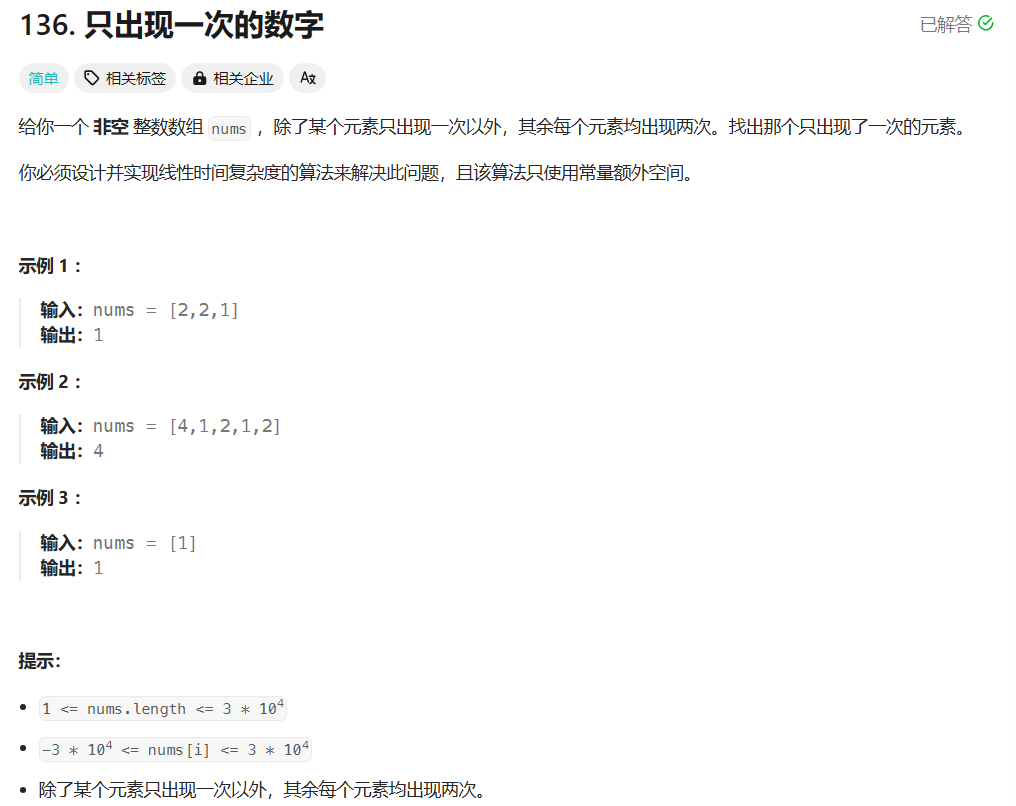 136. 只出现一次的数字
已解答
简单 相关标签 相关企业 Aあ
给你一个 非空 整数数组 nums ，除了某个元素只出现一次以外，其余每个元素均出现两次。找出那个只出现了一次的元素。
你必须设计并实现线性时间复杂度的算法来解决此问题，且该算法只使用常量额外空间。
示例 1 ：
输入：nums = [2,2,1]
输出：1
示例 2 ：
输入：nums = [4,1,2,1,2]
输出：4
示例 3 ：
输入：nums = [1]
输出：1
提示：
1 <= nums.length <= 3 * 10⁴
-3 * 10⁴ <= nums[i] <= 3 * 10⁴
除了某个元素只出现一次以外，其余每个元素均出现两次。